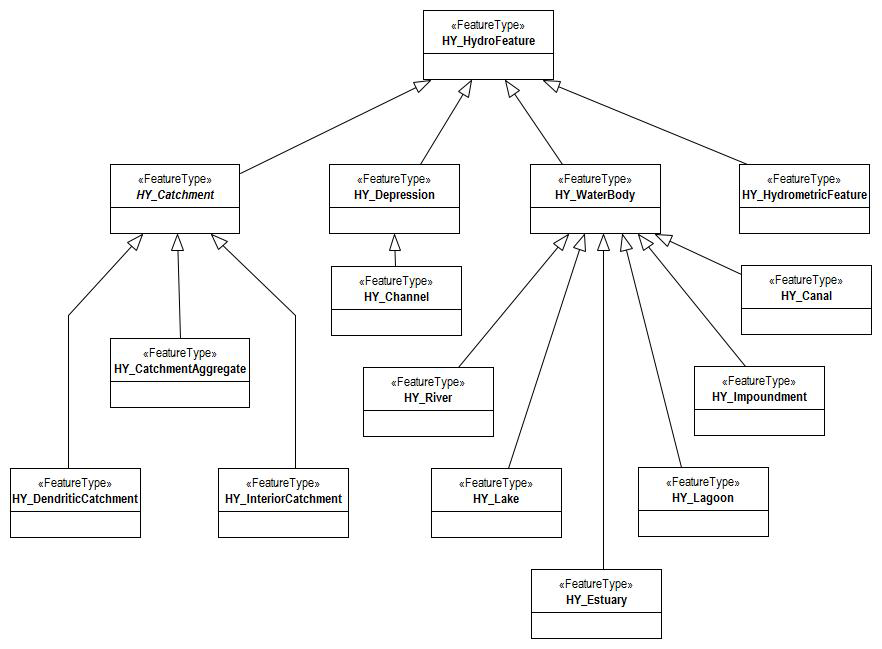 «FeatureType»
HY_HydroFeature
«FeatureType»
HY_Catchment
«FeatureType»
HY_Depression
«FeatureType»
HY_WaterBody
«FeatureType»
HY_HydrometricFeature
«FeatureType»
HY_Channel
«FeatureType»
HY_Canal
«FeatureType»
HY_CatchmentAggregate
«FeatureType»
HY_River
«FeatureType»
HY_Impoundment
«FeatureType»
HY_DendriticCatchment
«FeatureType»
HY_InteriorCatchment
«FeatureType»
HY_Lake
«FeatureType»
HY_Lagoon
«FeatureType»
HY_Estuary